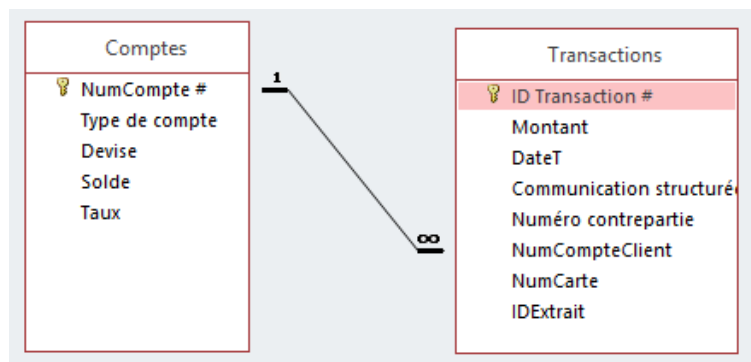 Comptes
NumCompte #
Type de compte
Devise
Solde
Taux
1
∞
Transactions
ID Transaction #
Montant
DateT
Communication structurée
Numéro contrepartie
NumCompteClient
NumCarte
IDExtrait